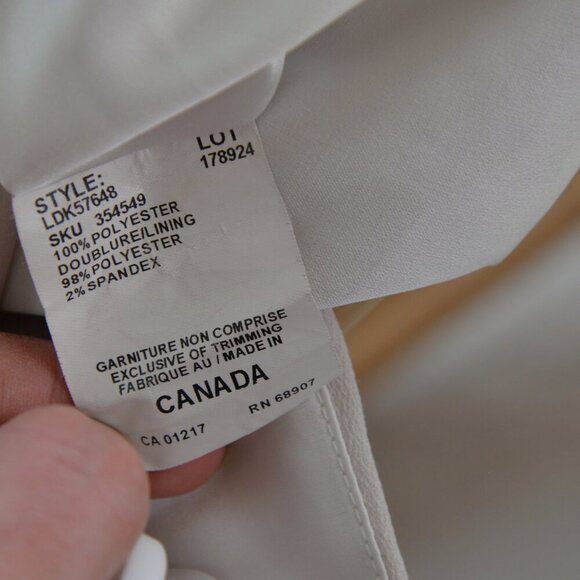 LOT
178924
STYLE:
LDK57648
SKU 354549
100% POLYESTER
DOUBLURE/LINING
98% POLYESTER
2% SPANDEX
GARNITURE NON COMPRISE
EXCLUSIVE OF TRIMMING
FABRIQUE AU / MADE IN
CANADA
CA 01217 RN 68907